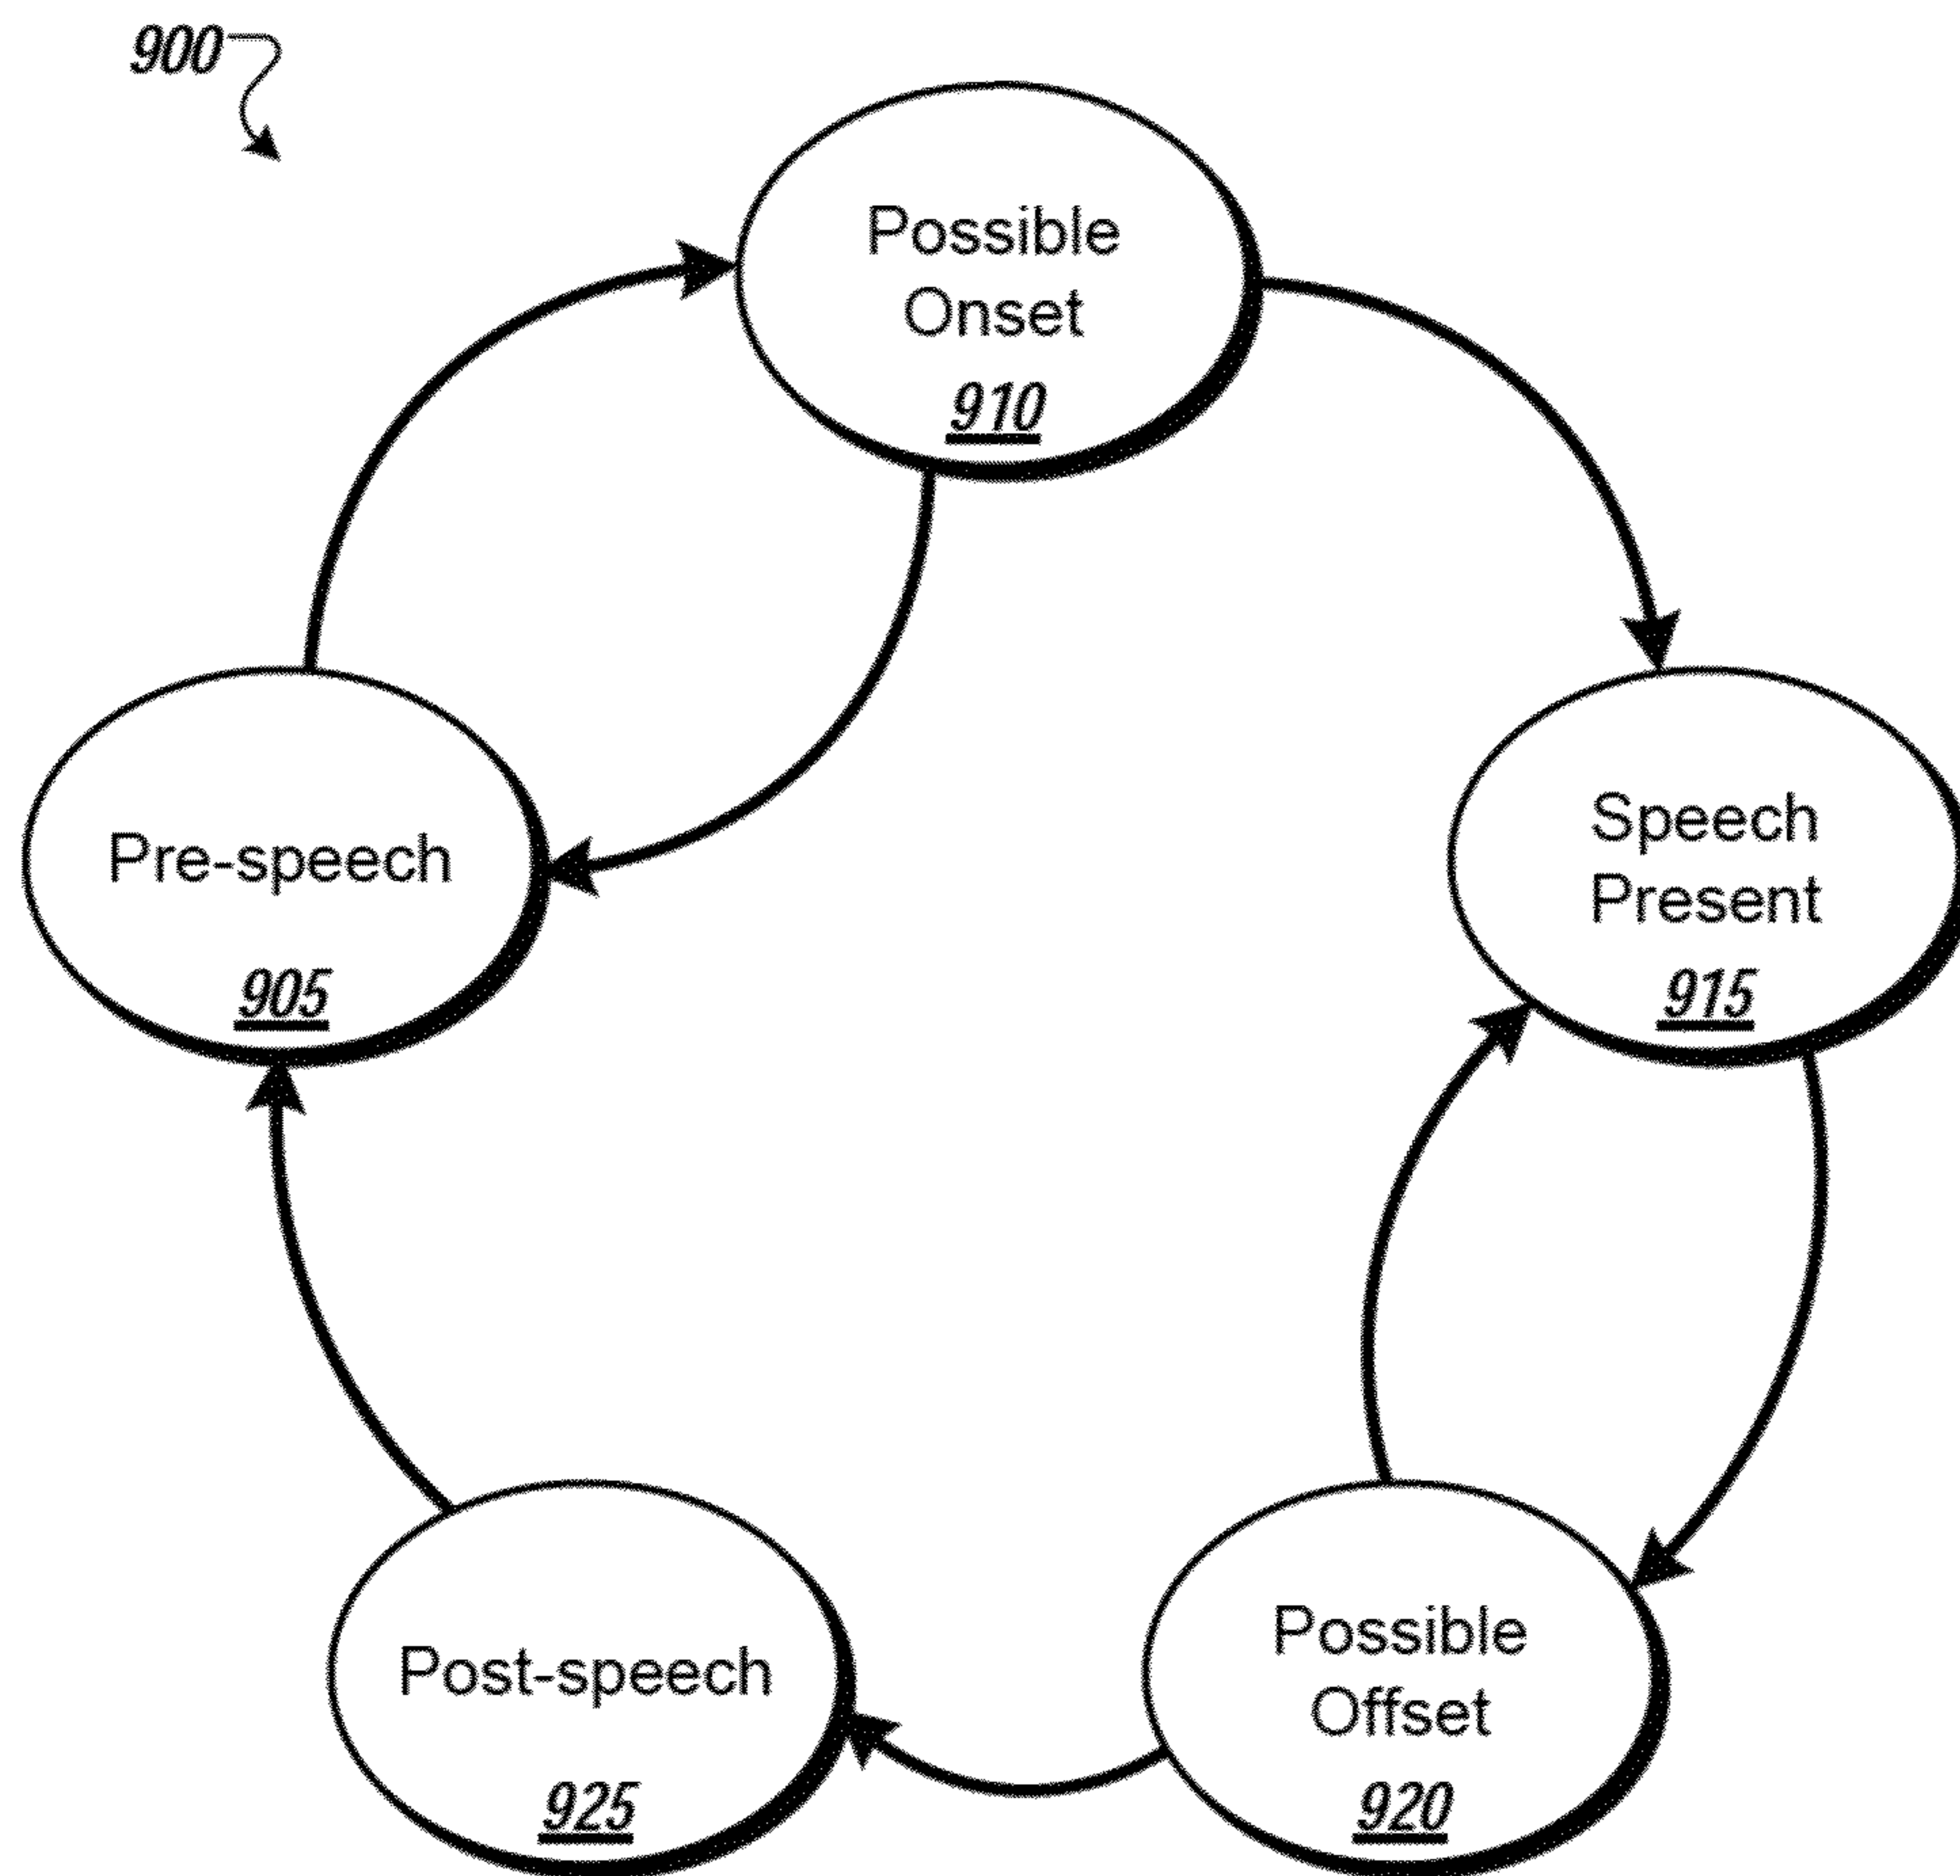 900
Possible
Onset
910
Pre-speech
905
Speech
Present
915
Post-speech
925
Possible
Offset
920